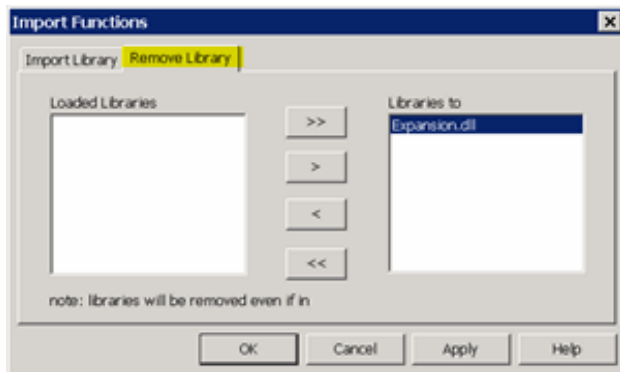 Import Functions
Import Library Remove Library
Loaded Libraries
Libraries to
>>
Expansion.dll
>
<
<<
note: libraries will be removed even if in
OK Cancel Apply Help